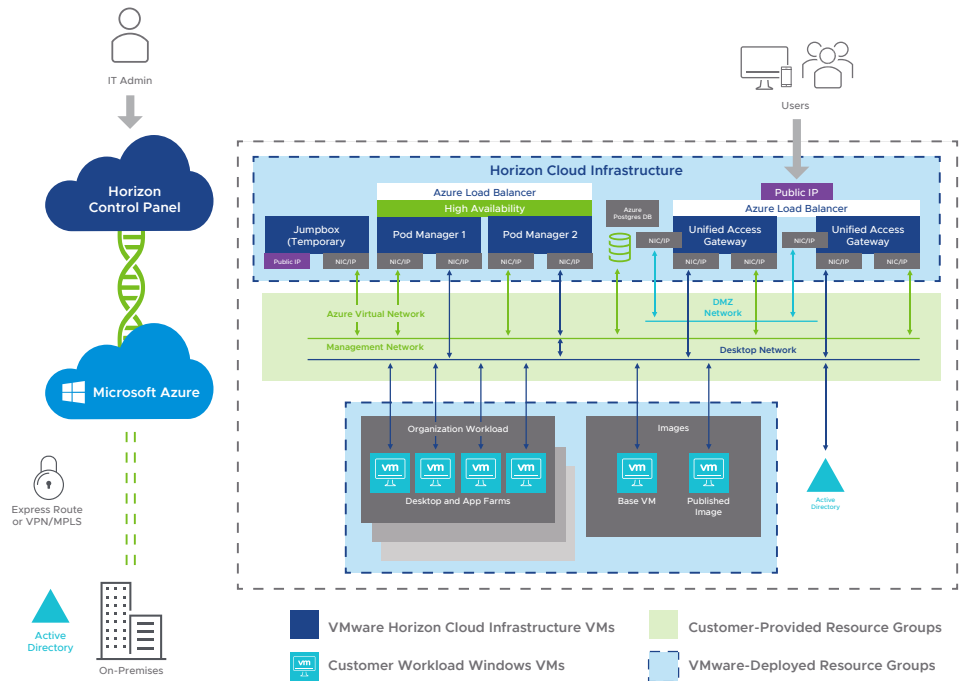 IT Admin
Users
Horizon
Control Panel
Microsoft Azure
Express Route
or VPN/MPLS
Active
Directory
On-Premises
Horizon Cloud Infrastructure
Public IP
Azure Load Balancer
High Availability
Azure
Postgres DB
Azure Load Balancer
Jumpbox
(Temporary
Pod Manager 1
Pod Manager 2
NIC/IP
Unified Access
Gateway
NIC/IP
Unified Access
Gateway
Public IP
NIC/IP
NIC/IP
NIC/IP
NIC/IP
NIC/IP
NIC/IP
NIC/IP
NIC/IP
NIC/IP
Azure Virtual Network
DMZ
Network
Management Network
Desktop Network
Organization Workload
vm
vm
vm
vm
Desktop and App Farms
Images
vm
vm
Base VM
Published
Image
Active
Directory
VMware Horizon Cloud Infrastructure VMs
Customer-Provided Resource Groups
vm
Customer Workload Windows VMs
VMware-Deployed Resource Groups